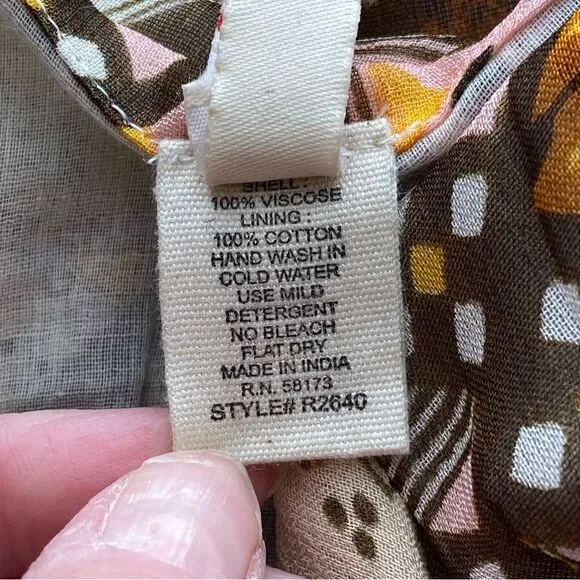 SHELL:
100% VISCOSE
LINING :
100% COTTON
HAND WASH IN
COLD WATER
USE MILD
DETERGENT
NO BLEACH
FLAT DRY
MADE IN INDIA
R.N. 58173
STYLE# R2640